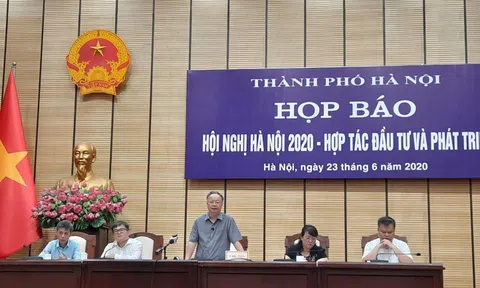 THÀNH PHỐ HÀ NỘI
HỌP BÁO
HỘI NGHỊ HÀ NỘI 2020 - HỢP TÁC ĐẦU TƯ VÀ PHÁT TRI
Hà Nội, ngày 23 tháng 6 năm 2020